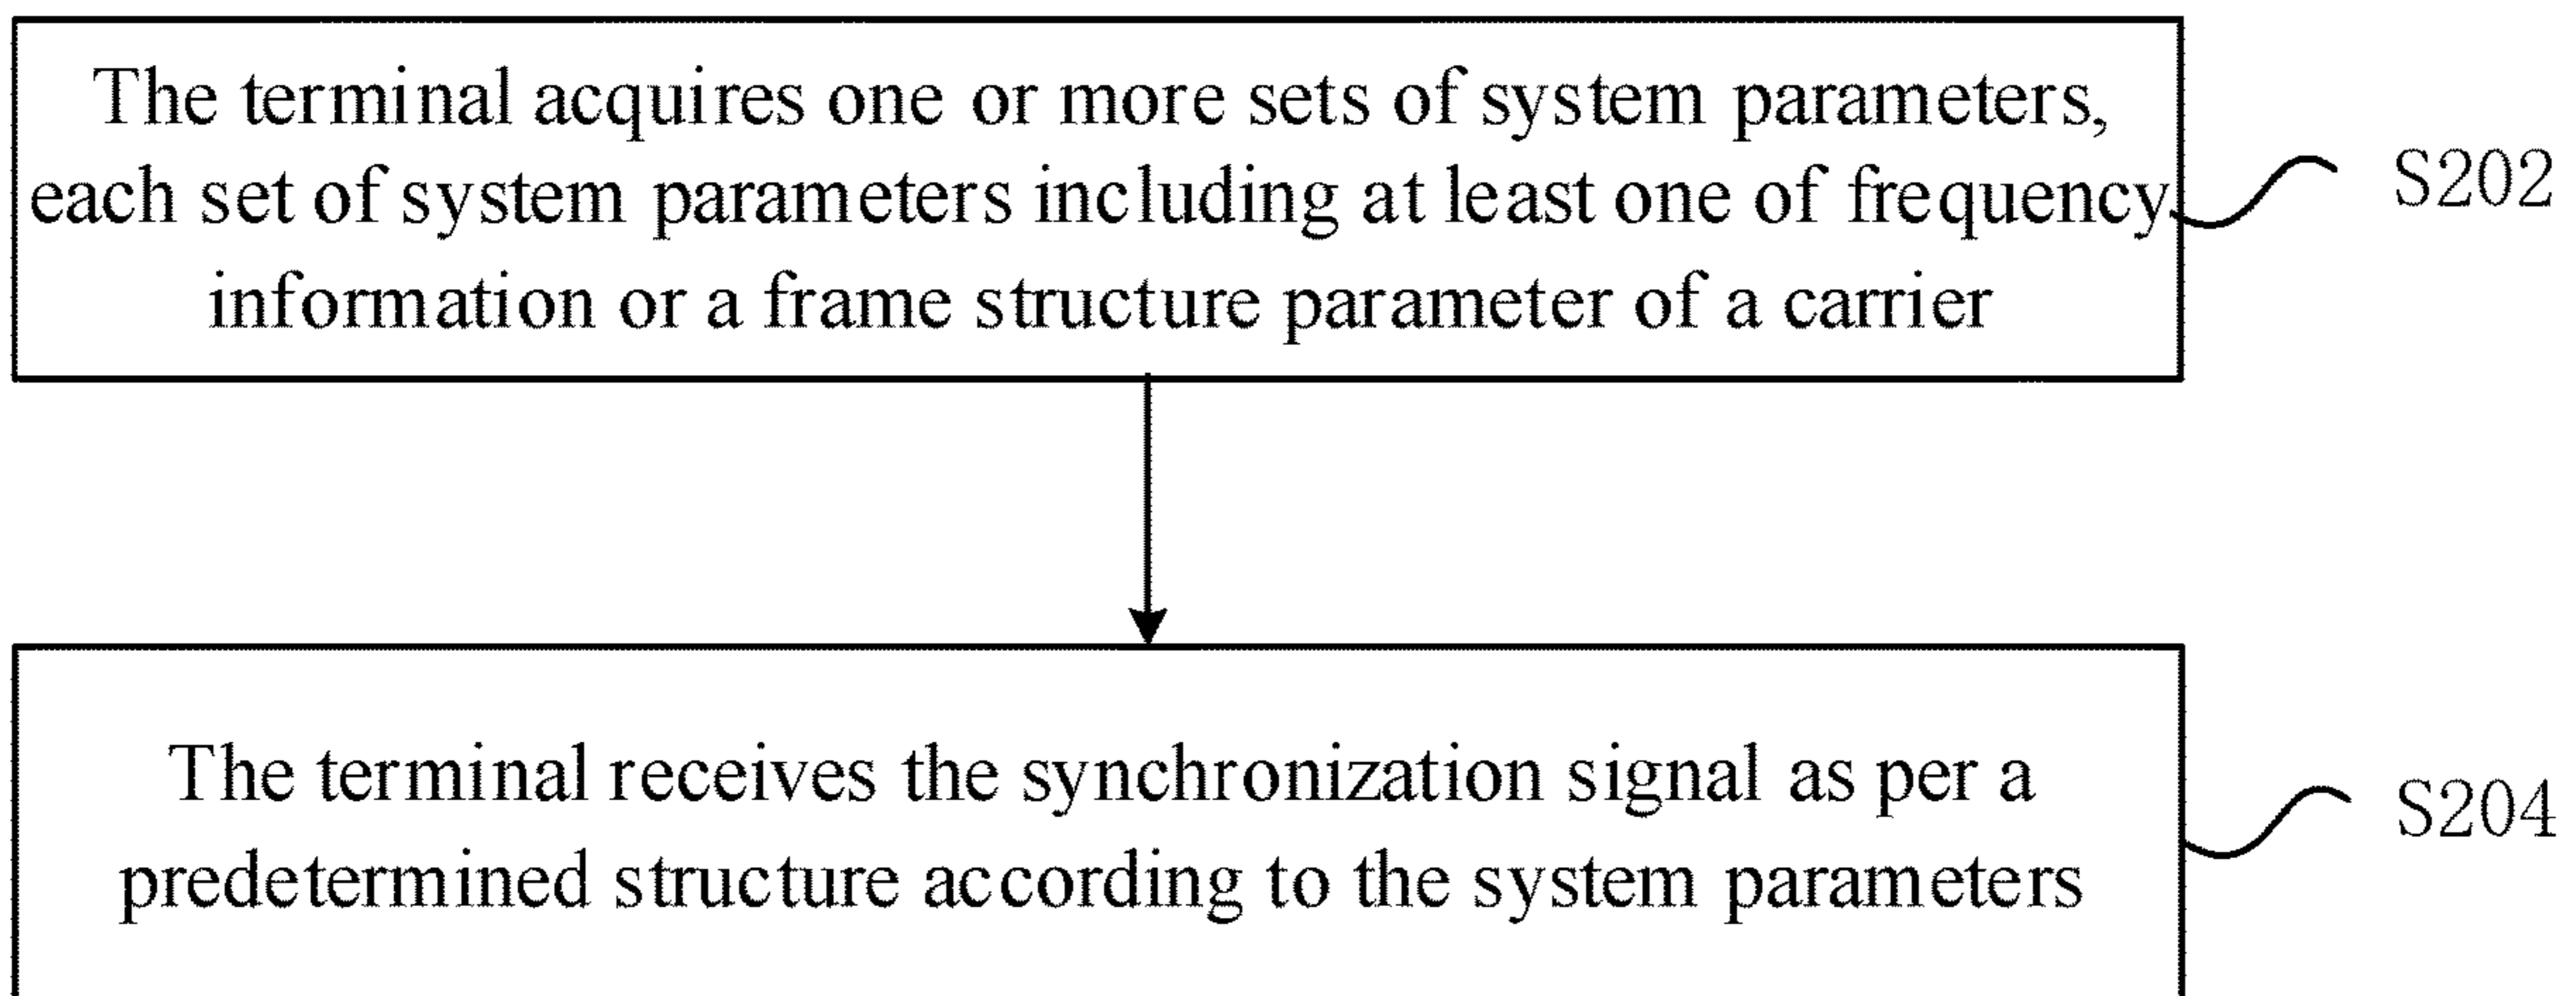 The terminal acquires one or more sets of system parameters,
each set of system parameters including at least one of frequency
information or a frame structure parameter of a carrier
S202
The terminal receives the synchronization signal as per a
predetermined structure according to the system parameters
S204